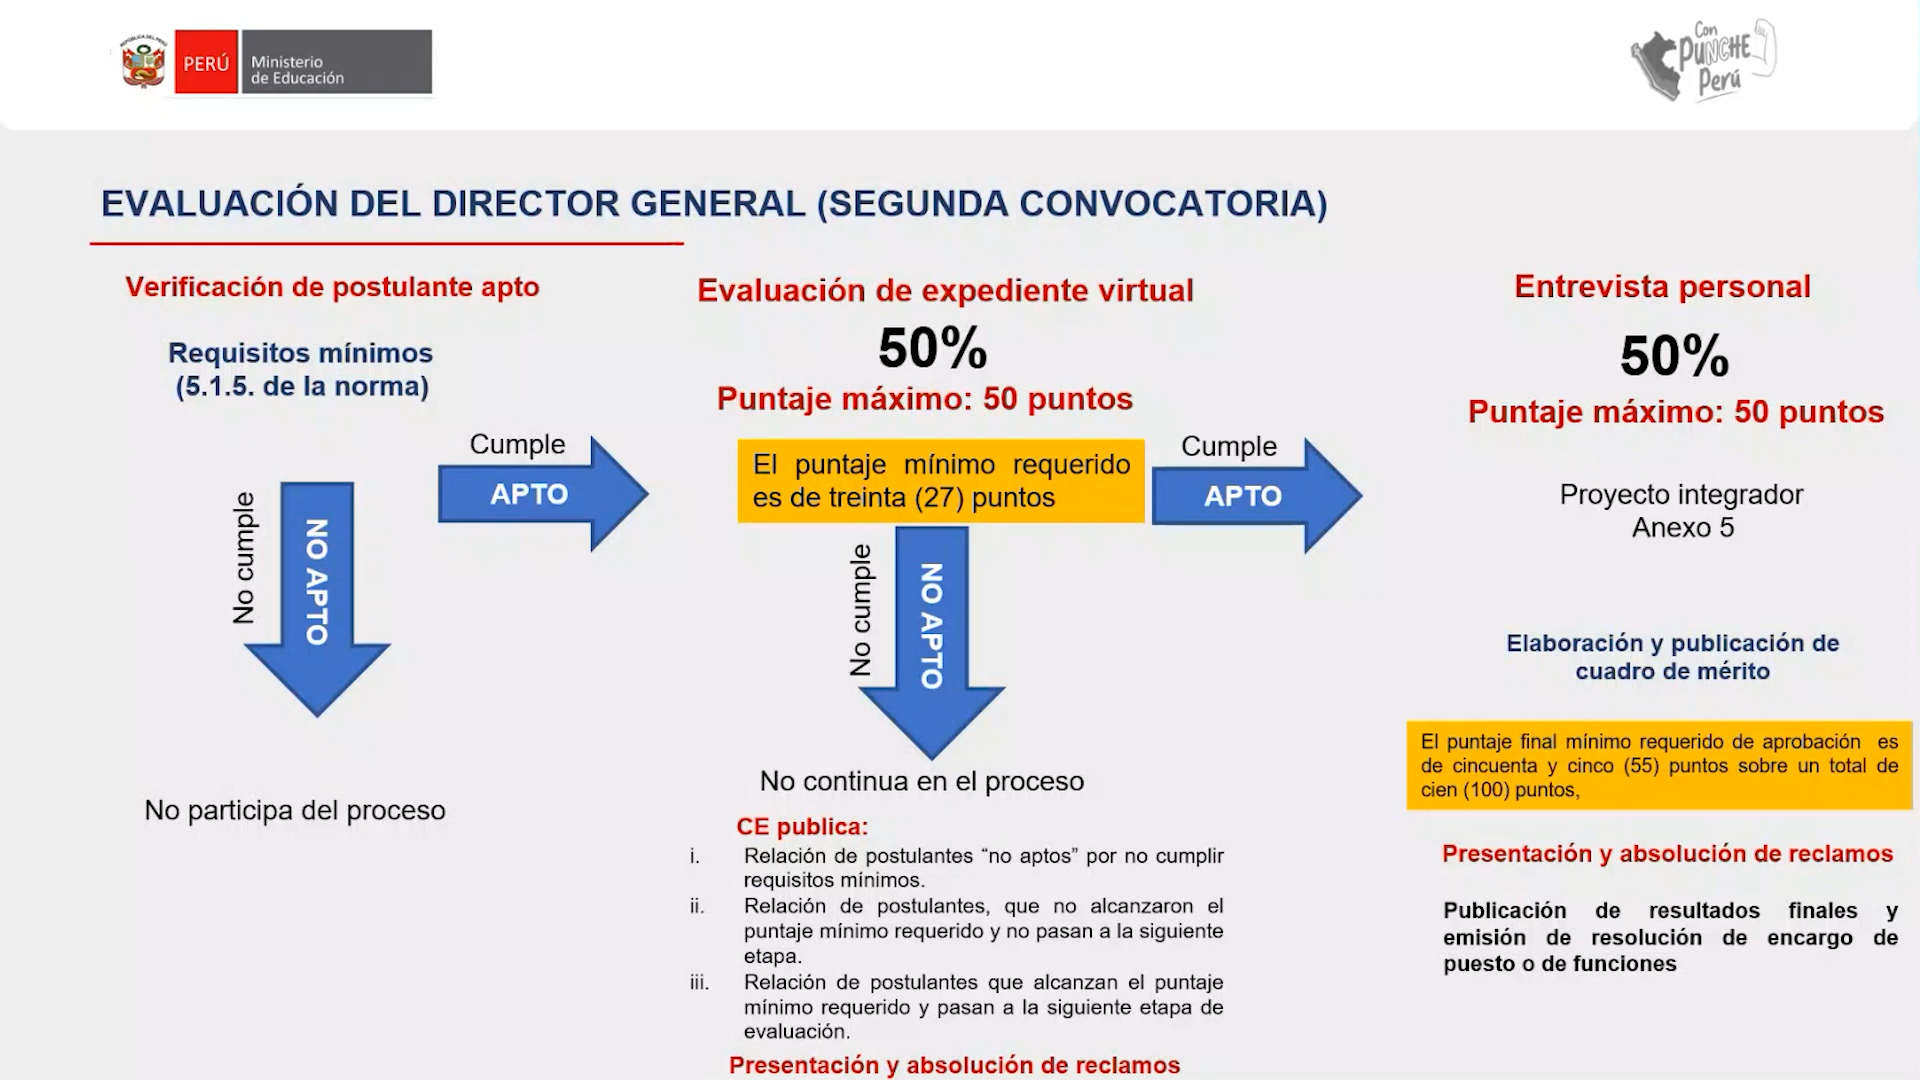 REPÚBLICA DEL PERÚ
PERÚ
Ministerio
de Educación
Con
PUNCHE
Perú
EVALUACIÓN DEL DIRECTOR GENERAL (SEGUNDA CONVOCATORIA)
Verificación de postulante apto
Requisitos mínimos
(5.1.5. de la norma)
Cumple
APTO
No cumple
NO APTO
No participa del proceso
Evaluación de expediente virtual
50%
Puntaje máximo: 50 puntos
El puntaje mínimo requerido
es de treinta (27) puntos
Cumple
APTO
No cumple
NO APTO
No continua en el proceso
CE publica:
i. Relación de postulantes “no aptos” por no cumplir
requisitos mínimos.
ii. Relación de postulantes, que no alcanzaron el
puntaje mínimo requerido y no pasan a la siguiente
etapa.
iii. Relación de postulantes que alcanzan el puntaje
mínimo requerido y pasan a la siguiente etapa de
evaluación.
Presentación y absolución de reclamos
Entrevista personal
50%
Puntaje máximo: 50 puntos
Proyecto integrador
Anexo 5
Elaboración y publicación de
cuadro de mérito
El puntaje final mínimo requerido de aprobación es
de cincuenta y cinco (55) puntos sobre un total de
cien (100) puntos,
Presentación y absolución de reclamos
Publicación de resultados finales y
emisión de resolución de encargo de
puesto o de funciones